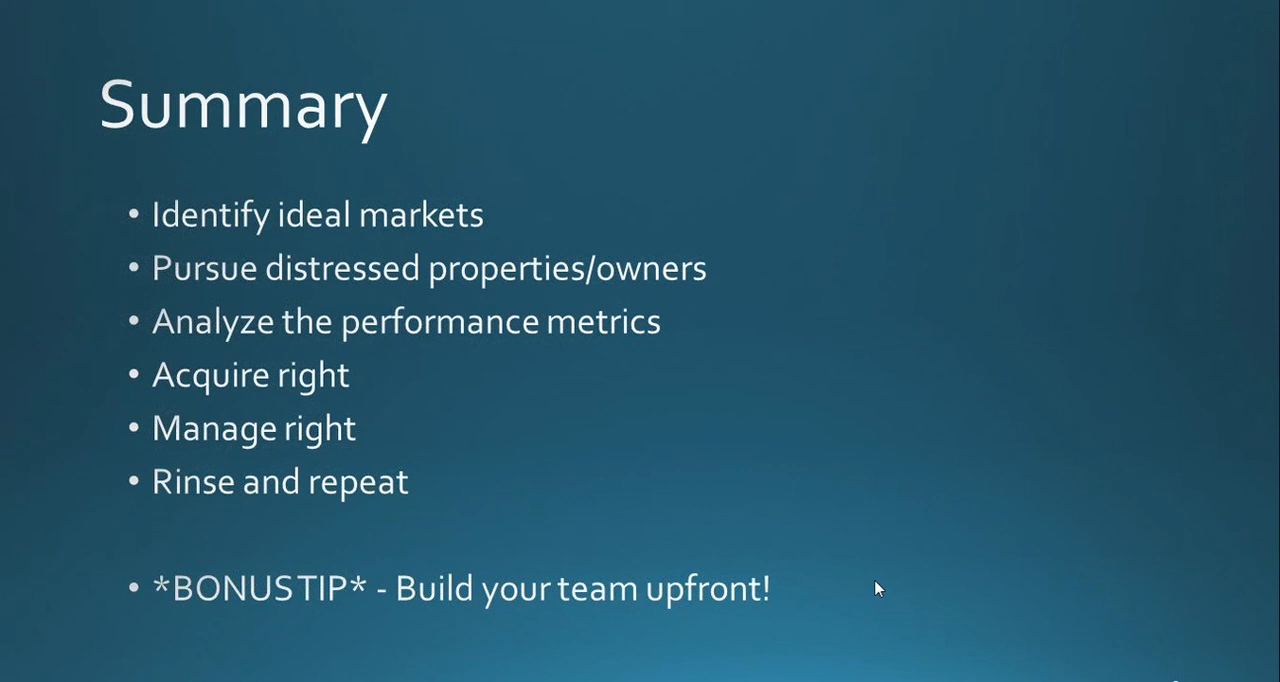 Summary
• Identify ideal markets
• Pursue distressed properties/owners
• Analyze the performance metrics
• Acquire right
• Manage right
• Rinse and repeat
• *BONUS TIP* - Build your team upfront!